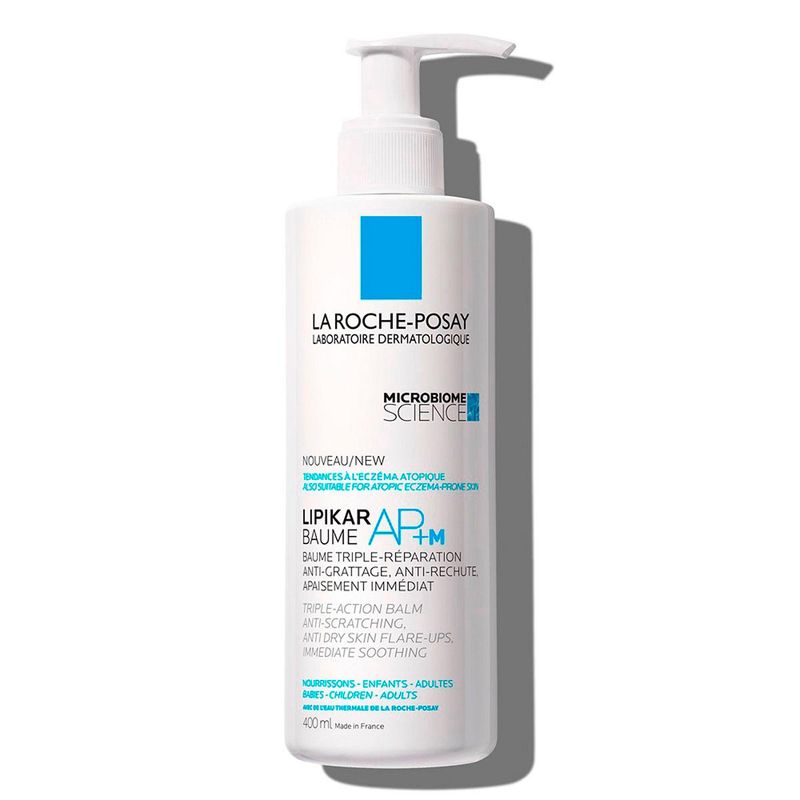 LA ROCHE-POSAY
LABORATOIRE DERMATOLOGIQUE
MICROBIOME
SCIENCE
NOUVEAU/NEW
TENDANCES À L'ECZÉMA ATOPIQUE
ALSO SUITABLE FOR ATOPIC ECZEMA-PRONE SKIN
LIPIKAR
BAUME AP+M
BAUME TRIPLE-RÉPARATION
ANTI-GRATTAGE, ANTI-RECHUTE,
APAISEMENT IMMÉDIAT
TRIPLE-ACTION BALM
ANTI-SCRATCHING,
ANTI DRY SKIN FLARE-UPS,
IMMEDIATE SOOTHING
NOURRISSONS - ENFANTS - ADULTES
BABIES - CHILDREN - ADULTS
AVEC DE L'EAU THERMALE DE LA ROCHE-POSAY
400 ml Made in France